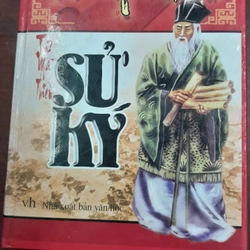 Tư
Mã
Thiên
SỬ
KÝ
vh Nhà xuất bản văn học